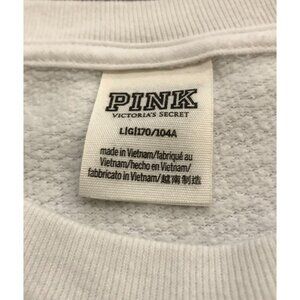 PINK
VICTORIA'S SECRET
L|G|170/104A
made in Vietnam/fabriqué au
Vietnam/hecho en Vietnam/
fabbricato in Vietnam/越南制造